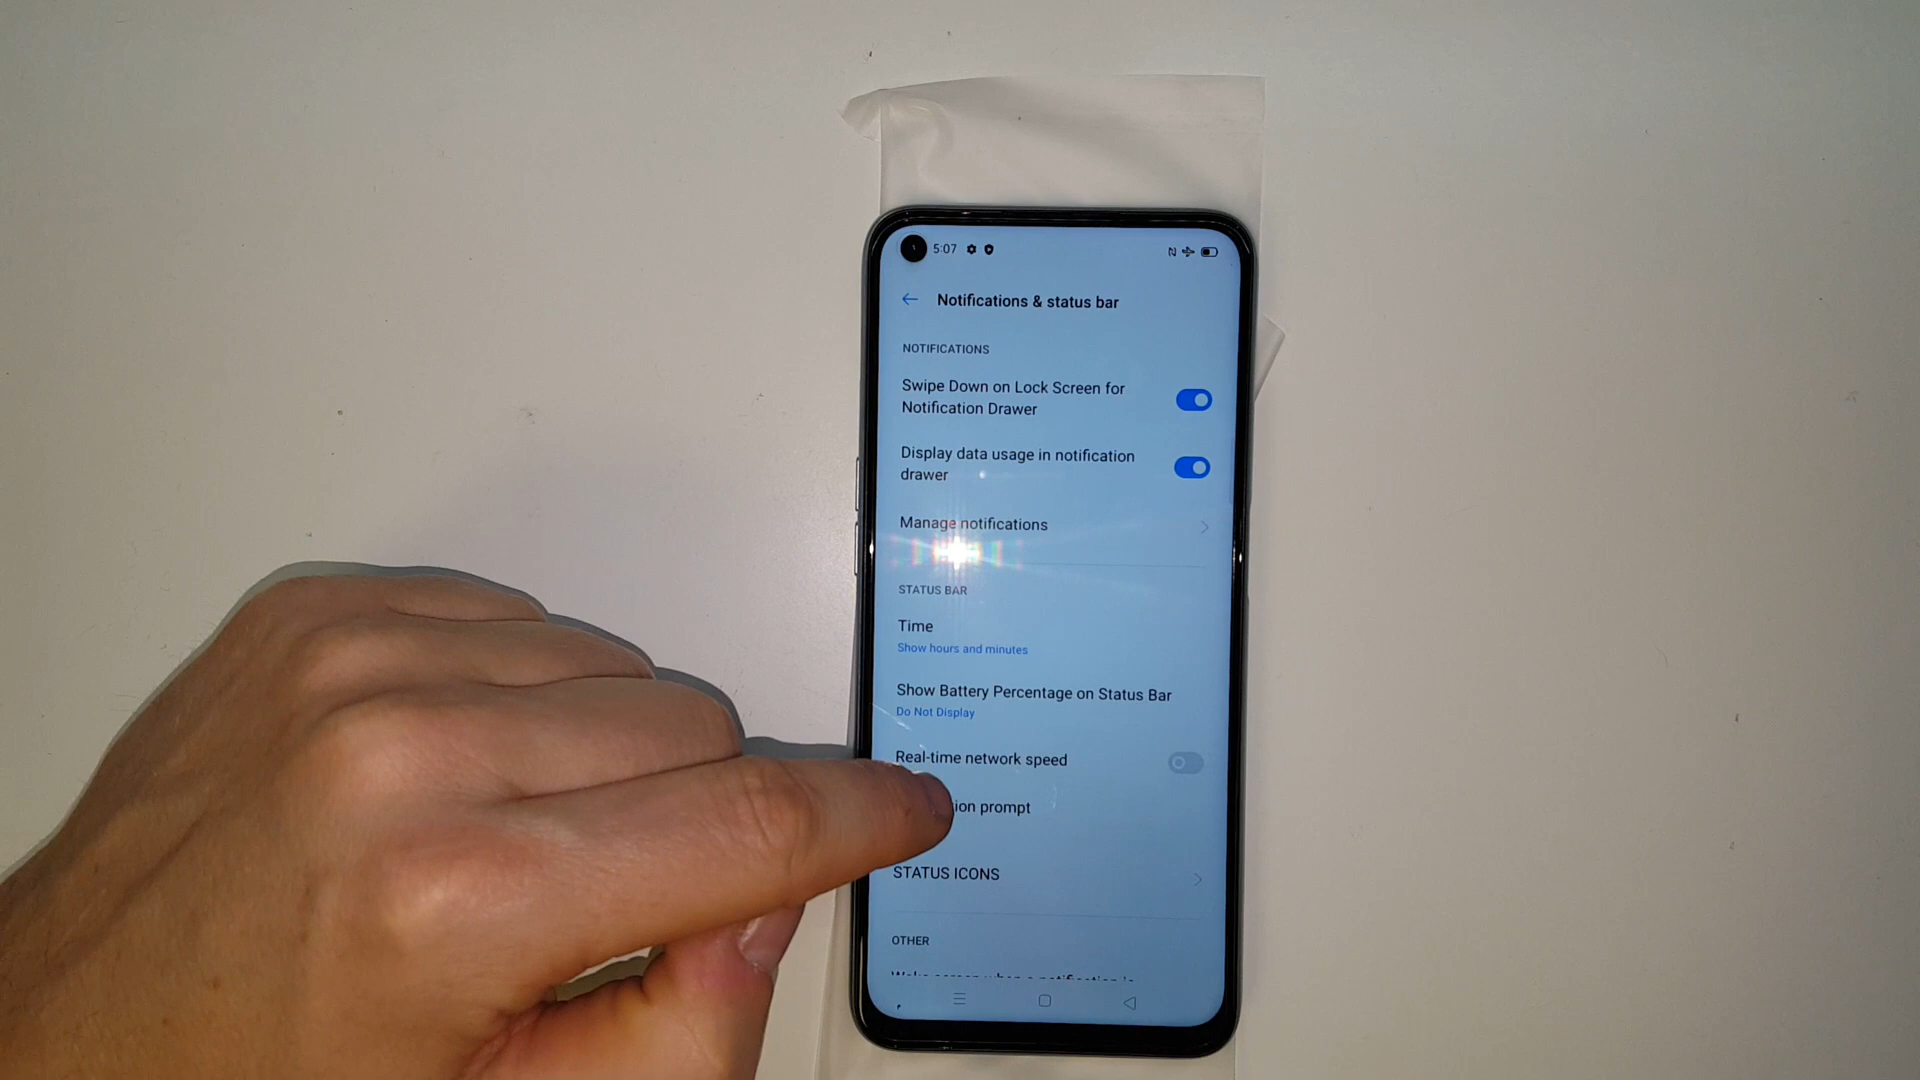 5:07
Notifications & status bar
NOTIFICATIONS
Swipe Down on Lock Screen for
Notification Drawer
Display data usage in notification
drawer
Manage notifications
STATUS BAR
Time
Show hours and minutes
Show Battery Percentage on Status Bar
Do Not Display
Real-time network speed
ion prompt
STATUS ICONS
OTHER